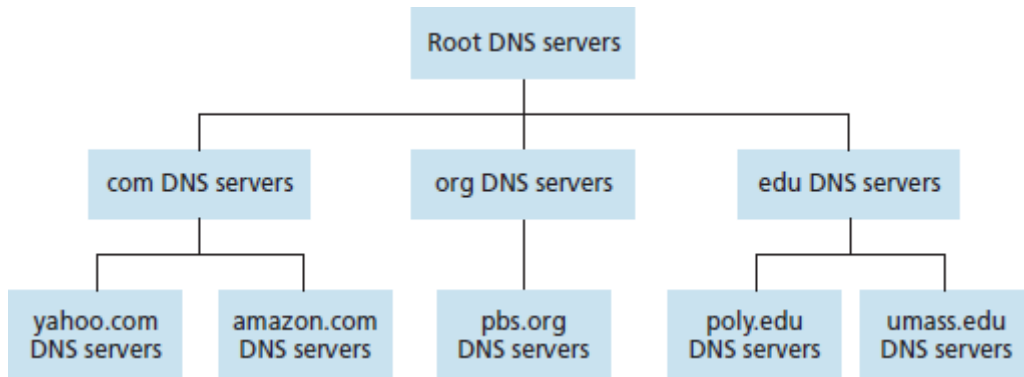 Root DNS servers
com DNS servers
org DNS servers
edu DNS servers
yahoo.com
DNS servers
amazon.com
DNS servers
pbs.org
DNS servers
poly.edu
DNS servers
umass.edu
DNS servers